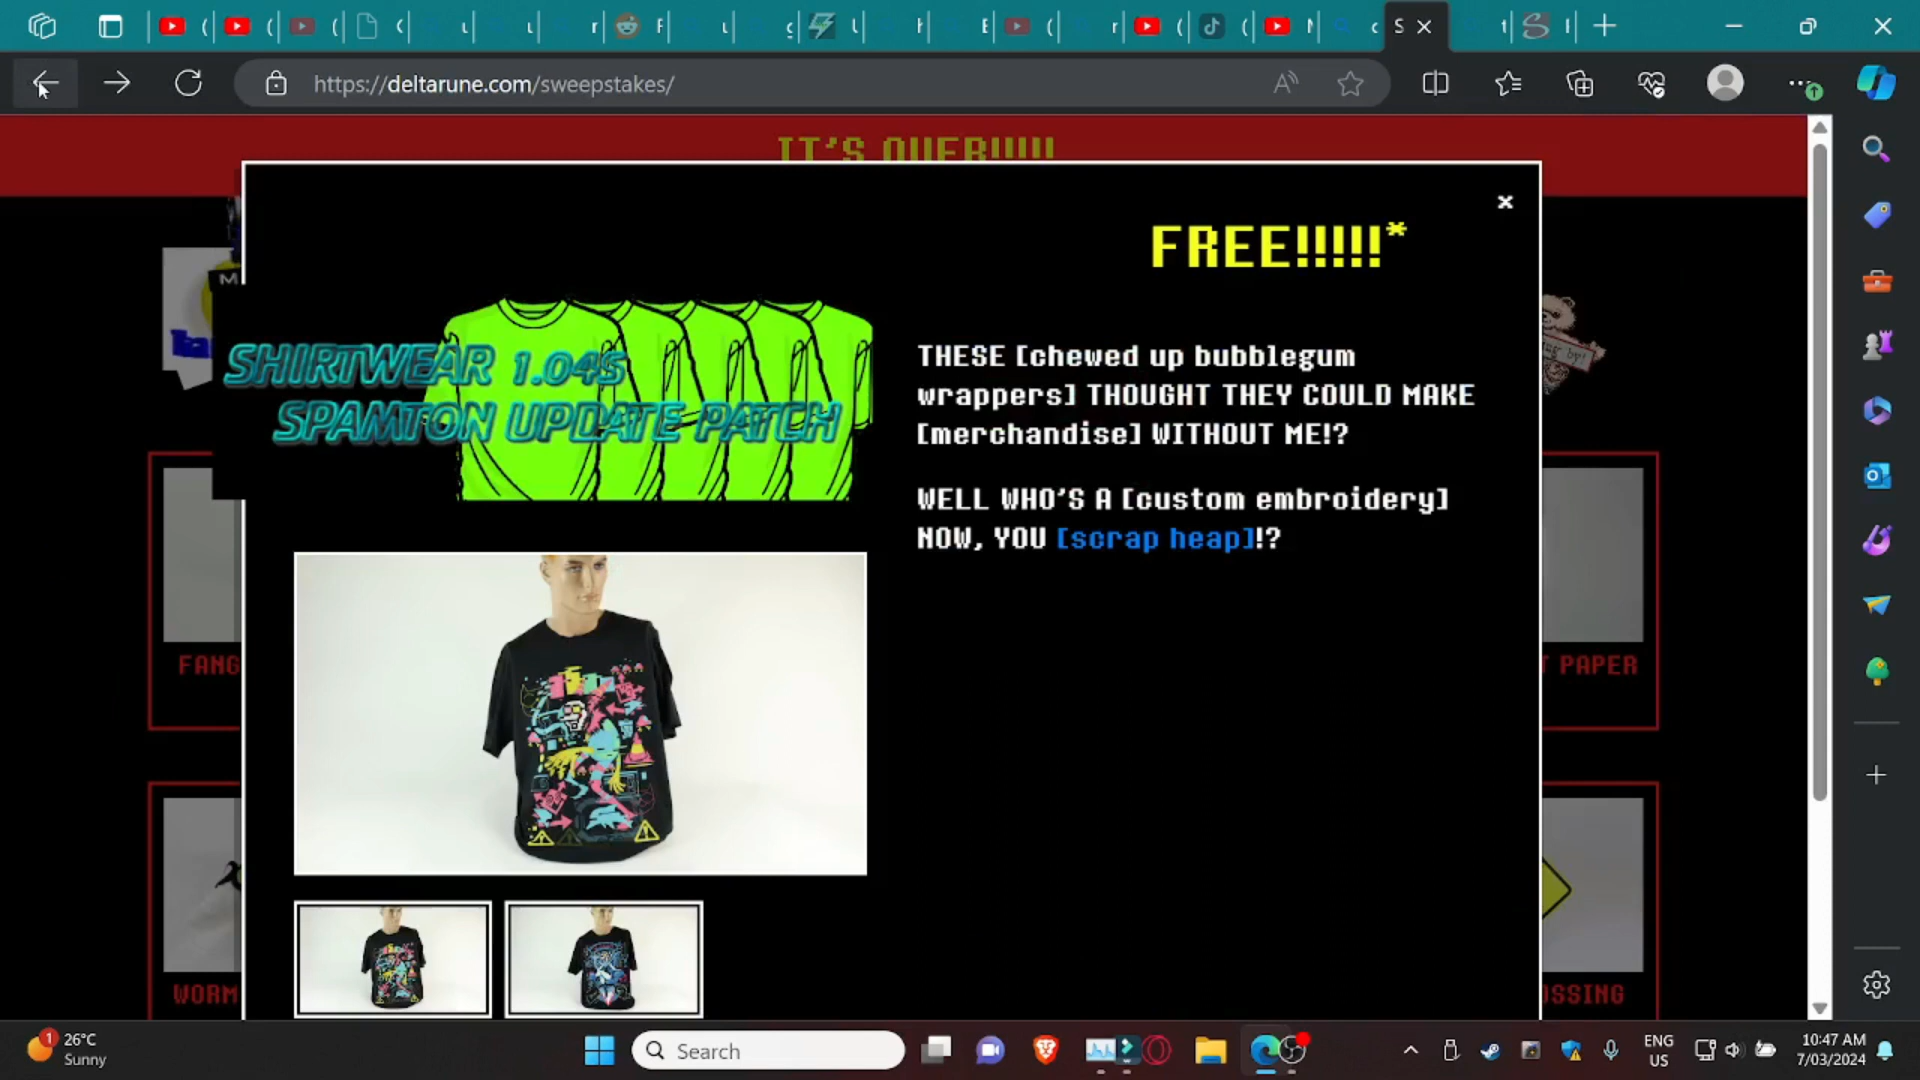 https://deltarune.com/sweepstakes/
IT'S OVER!!!!!
FREE!!!!!*
SHIRTWEAR 1.04S
SPAMTON UPDATE PATCH
THESE [chewed up bubblegum
wrappers] THOUGHT THEY COULD MAKE
[merchandise] WITHOUT ME!?
WELL WHO'S A [custom embroidery]
NOW, YOU [scrap heap]!?
FANG
T PAPER
WORM
OSSING
26°C
Sunny
Search
ENG
US
10:47 AM
7/03/2024